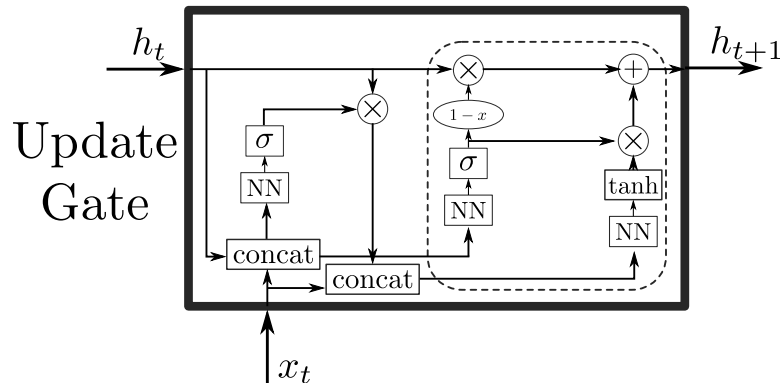 h_t
h_{t+1}
Update
Gate
×
+
×
1 − x
×
σ
σ
NN
tanh
NN
NN
concat
concat
x_t